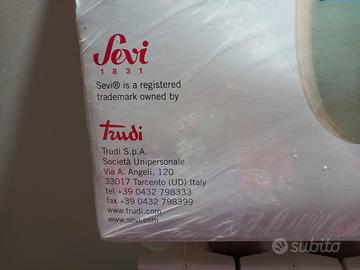 Sevi
1831
Sevi® is a registered
trademark owned by
Trudi
Trudi S.p.A.
Società Unipersonale
Via A. Angeli, 120
33017 Tarcento (UD) Italy
tel +39 0432 798333
fax +39 0432 798399
www.trudi.com
www.sevi.com
subito